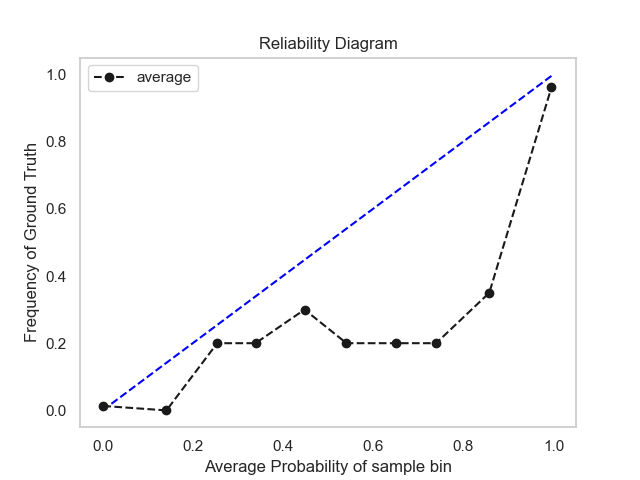 Reliability Diagram
average
1.0
0.8
0.6
0.4
0.2
0.0
Frequency of Ground Truth
0.0 0.2 0.4 0.6 0.8 1.0
Average Probability of sample bin